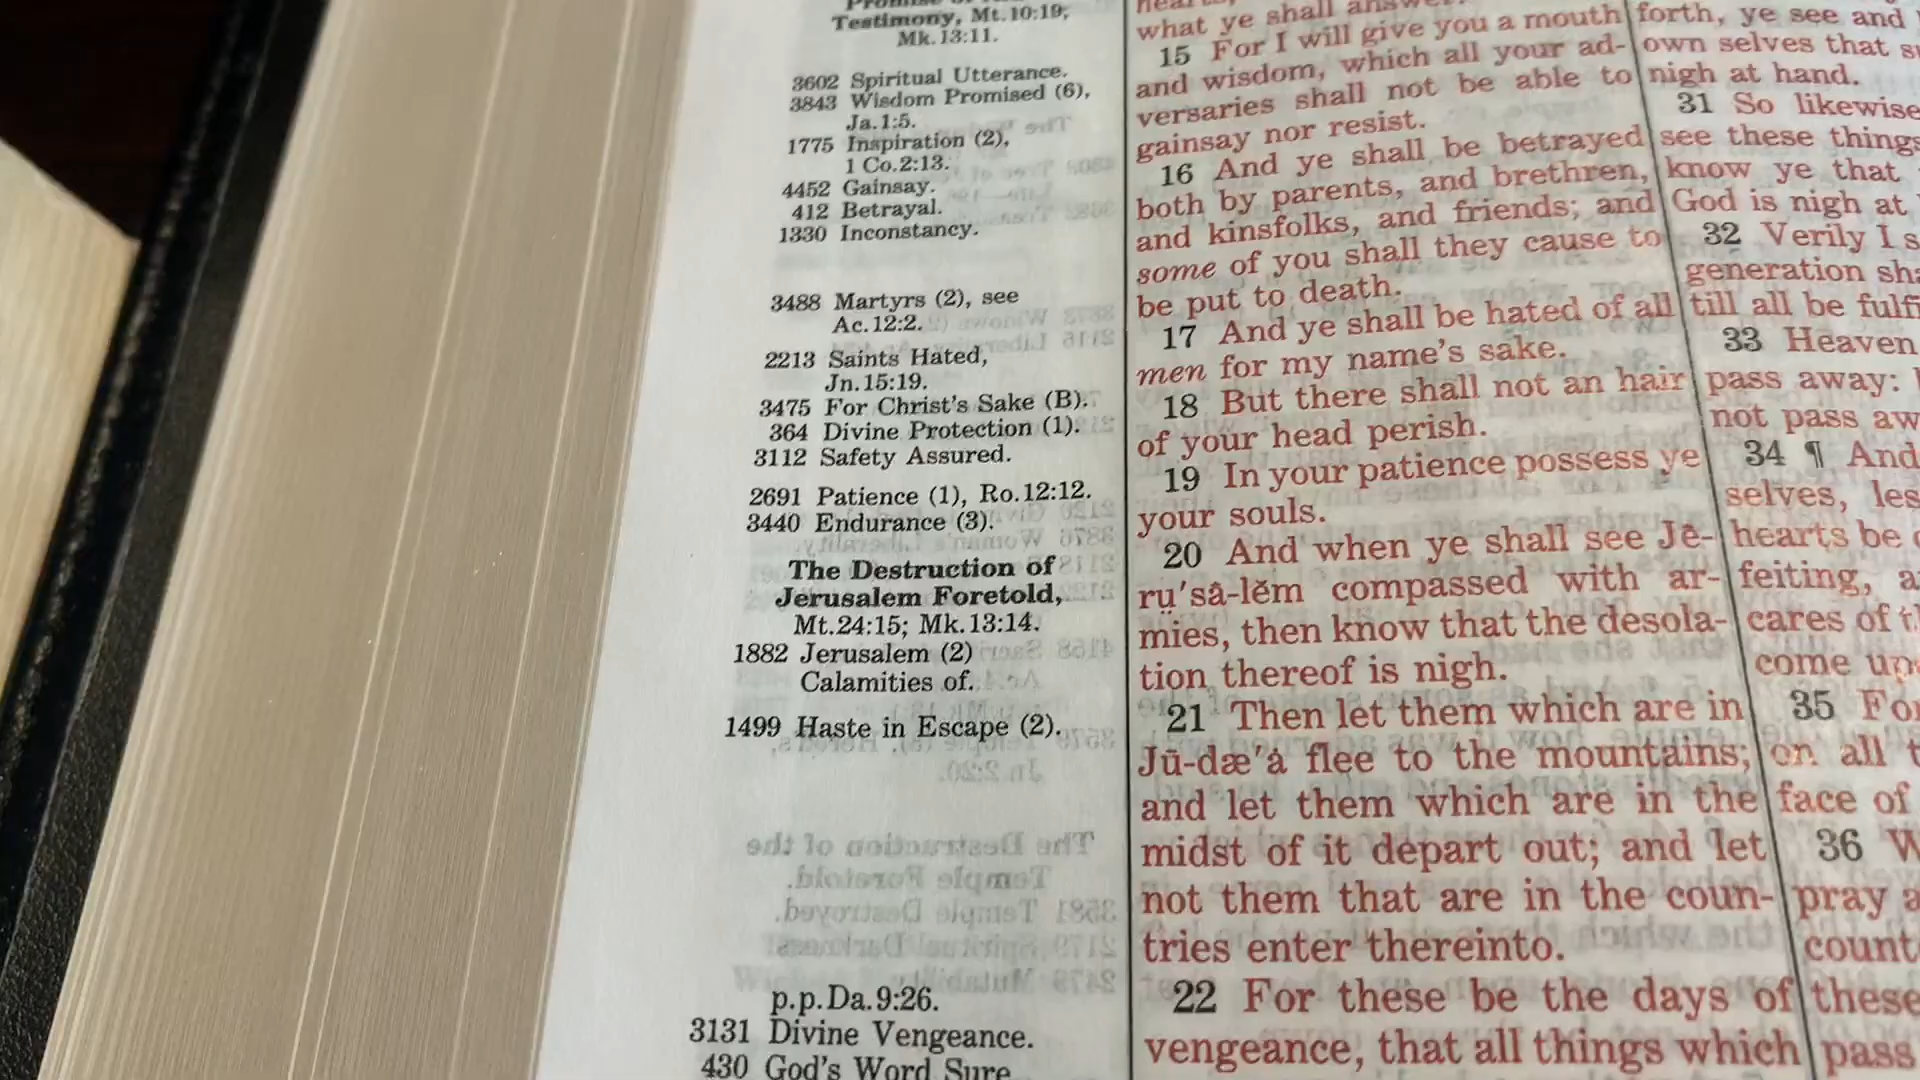 Testimony, Mt.10:19;
Mk.13:11.
3602 Spiritual Utterance.
3843 Wisdom Promised (6),
Ja.1:5.
1775 Inspiration (2),
1 Co.2:13.
4452 Gainsay.
412 Betrayal.
1330 Inconstancy.
3488 Martyrs (2), see
Ac.12:2.
2213 Saints Hated,
Jn.15:19.
3475 For Christ's Sake (B).
364 Divine Protection (1).
3112 Safety Assured.
2691 Patience (1), Ro.12:12.
3440 Endurance (3).
The Destruction of
Jerusalem Foretold,
Mt.24:15; Mk.13:14.
1882 Jerusalem (2)
Calamities of.
1499 Haste in Escape (2).
p.p.Da.9:26.
3131 Divine Vengeance.
430 God's Word Sure
what ye shall answer.
15 For I will give you a mouth
and wisdom, which all your ad-
versaries shall not be able to
gainsay nor resist.
16 And ye shall be betrayed
both by parents, and brethren,
and kinsfolks, and friends; and
some of you shall they cause to
be put to death.
17 And ye shall be hated of all
men for my name's sake.
18 But there shall not an hair
of your head perish.
19 In your patience possess ye
your souls.
20 And when ye shall see Jē-
rṳ'sâ-lĕm compassed with ar-
mies, then know that the desola-
tion thereof is nigh.
21 Then let them which are in
Jū-dæ'á flee to the mountains;
and let them which are in the
midst of it depart out; and let
not them that are in the coun-
tries enter thereinto.
22 For these be the days of
vengeance, that all things which
forth, ye see and
own selves that
nigh at hand.
31 So likewise
see these things
know ye that
God is nigh at
32 Verily I
generation
till all be
33 Heaven
pass away:
not pass
34 ¶ And
selves,
hearts be
feiting,
cares of
come
35
on all
face of
36
pray
these
pass